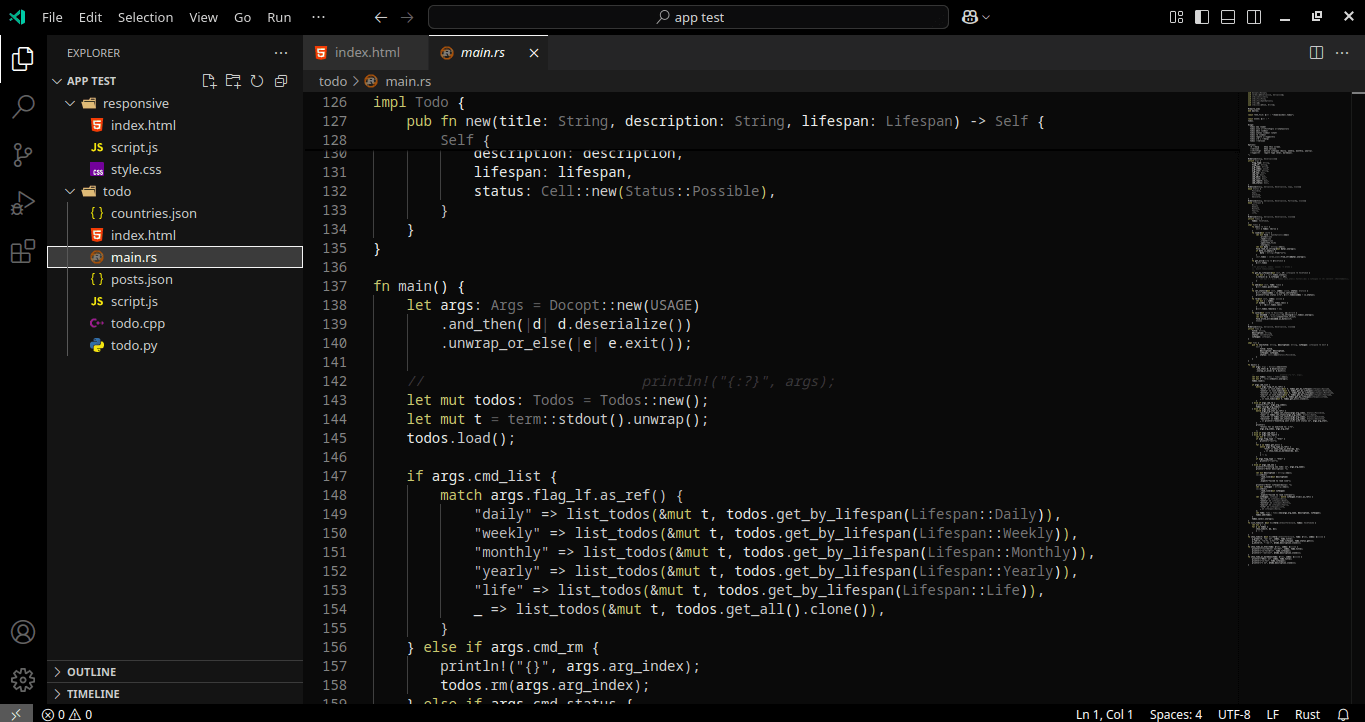 File Edit Selection View Go Run ···
app test
EXPLORER ···
APP TEST
responsive
index.html
JS script.js
style.css
todo
{ } countries.json
index.html
main.rs
{ } posts.json
JS script.js
todo.cpp
todo.py
OUTLINE
TIMELINE
index.html main.rs
todo > main.rs
126 impl Todo {
127 pub fn new(title: String, description: String, lifespan: Lifespan) -> Self {
128 Self {
130 description: description,
131 lifespan: lifespan,
132 status: Cell::new(Status::Possible),
133 }
134 }
135 }
136
137 fn main() {
138 let args: Args = Docopt::new(USAGE)
139 .and_then(|d| d.deserialize())
140 .unwrap_or_else(|e| e.exit());
141
142 // println!("{:?}", args);
143 let mut todos: Todos = Todos::new();
144 let mut t = term::stdout().unwrap();
145 todos.load();
146
147 if args.cmd_list {
148 match args.flag_lf.as_ref() {
149 "daily" => list_todos(&mut t, todos.get_by_lifespan(Lifespan::Daily)),
150 "weekly" => list_todos(&mut t, todos.get_by_lifespan(Lifespan::Weekly)),
151 "monthly" => list_todos(&mut t, todos.get_by_lifespan(Lifespan::Monthly)),
152 "yearly" => list_todos(&mut t, todos.get_by_lifespan(Lifespan::Yearly)),
153 "life" => list_todos(&mut t, todos.get_by_lifespan(Lifespan::Life)),
154 _ => list_todos(&mut t, todos.get_all().clone()),
155 }
156 } else if args.cmd_rm {
157 println!("{}", args.arg_index);
158 todos.rm(args.arg_index);
159 } else if args.cmd_status {
0 0 Ln 1, Col 1 Spaces: 4 UTF-8 LF Rust